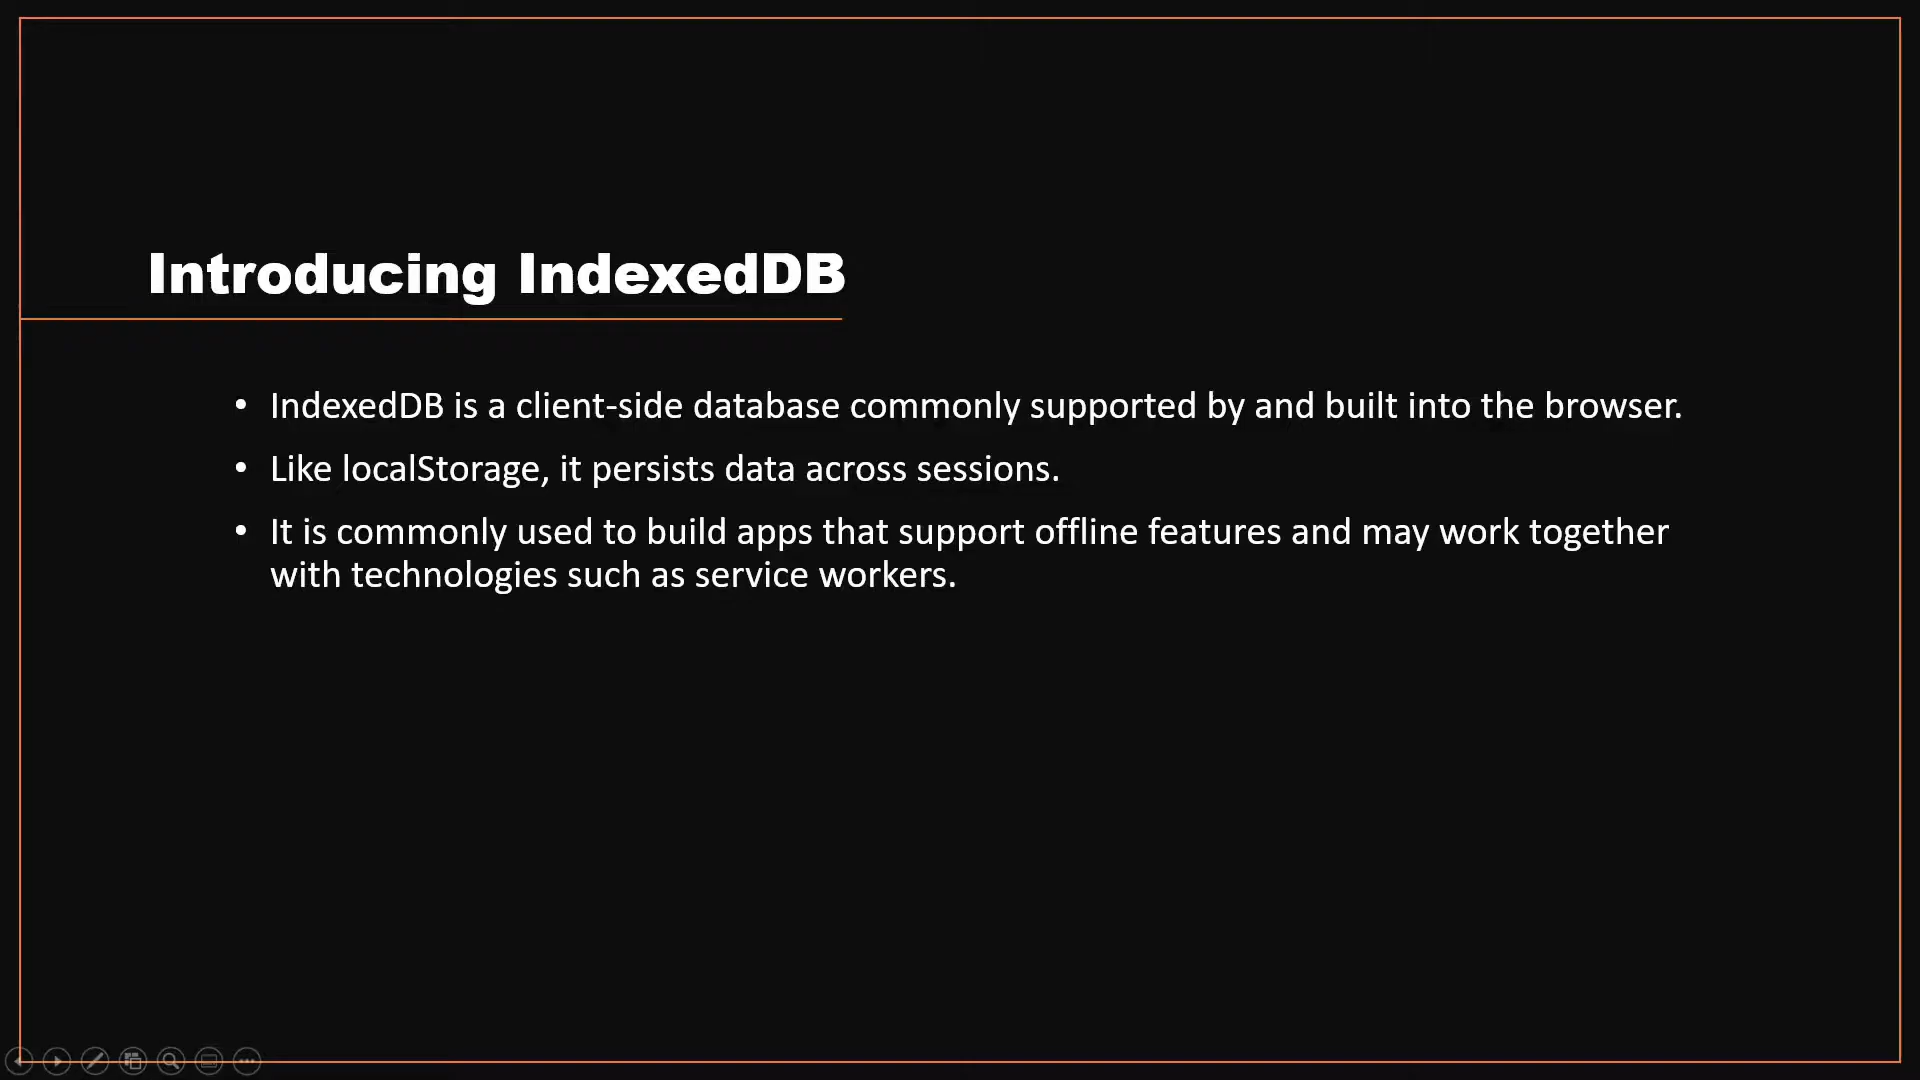 Introducing IndexedDB
• IndexedDB is a client-side database commonly supported by and built into the browser.
• Like localStorage, it persists data across sessions.
• It is commonly used to build apps that support offline features and may work together
with technologies such as service workers.